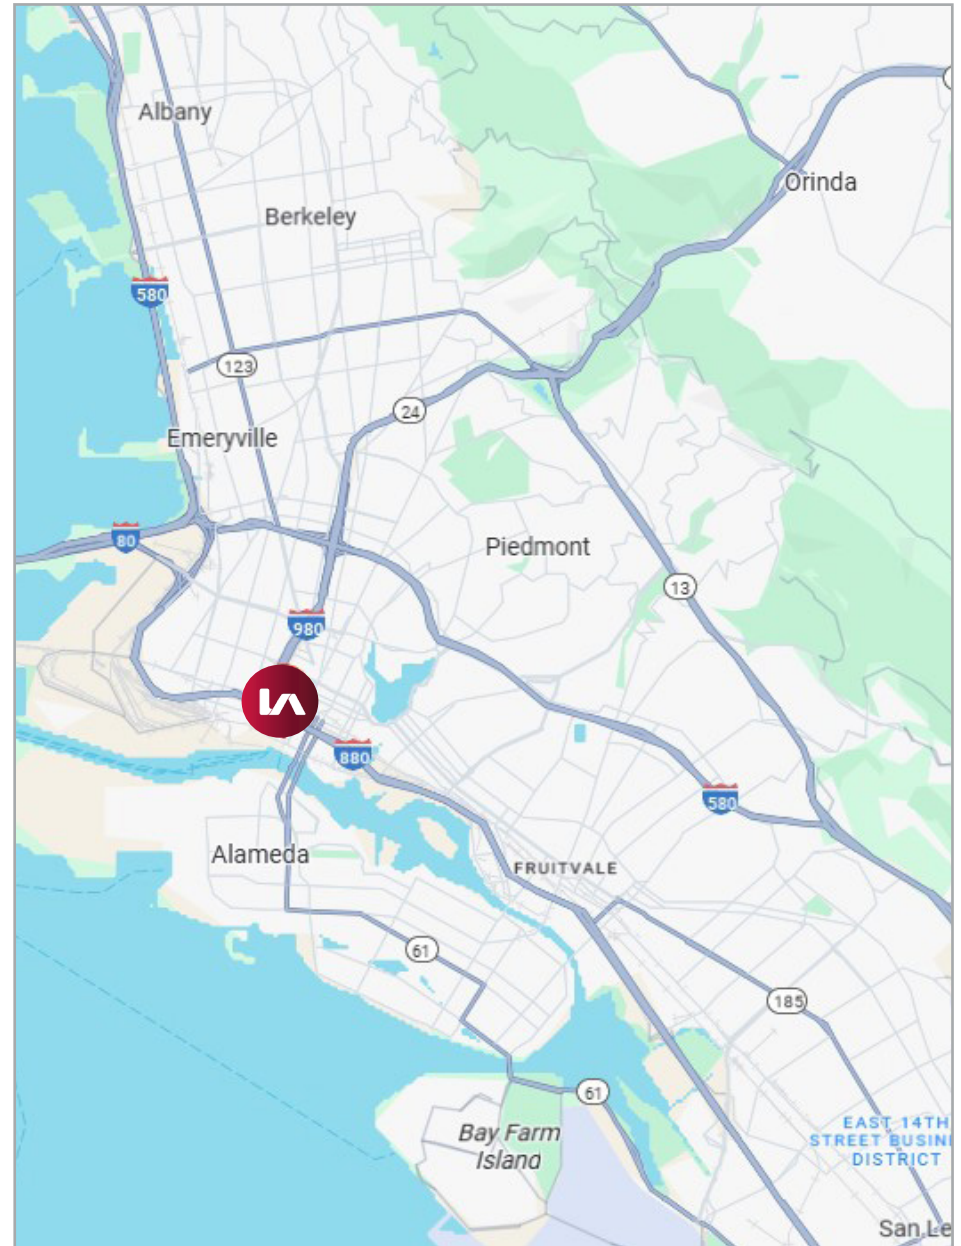 Albany
Orinda
Berkeley
580
123
24
Emeryville
80
Piedmont
13
980
LA
880
580
Alameda
FRUITVALE
61
185
61
Bay Farm
Island
EAST 14TH
STREET BUSIN
DISTRICT
San Le